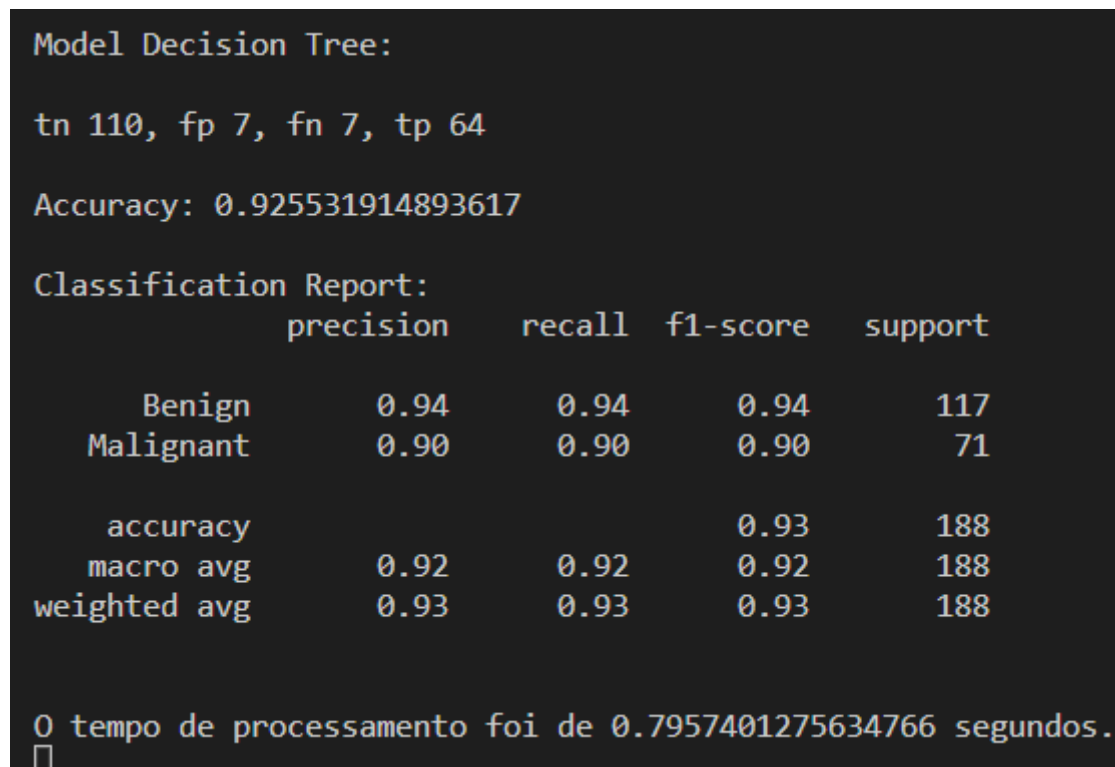 Model Decision Tree:
tn 110, fp 7, fn 7, tp 64
Accuracy: 0.925531914893617
Classification Report:
precision recall f1-score support
Benign 0.94 0.94 0.94 117
Malignant 0.90 0.90 0.90 71
accuracy 0.93 188
macro avg 0.92 0.92 0.92 188
weighted avg 0.93 0.93 0.93 188
O tempo de processamento foi de 0.7957401275634766 segundos.